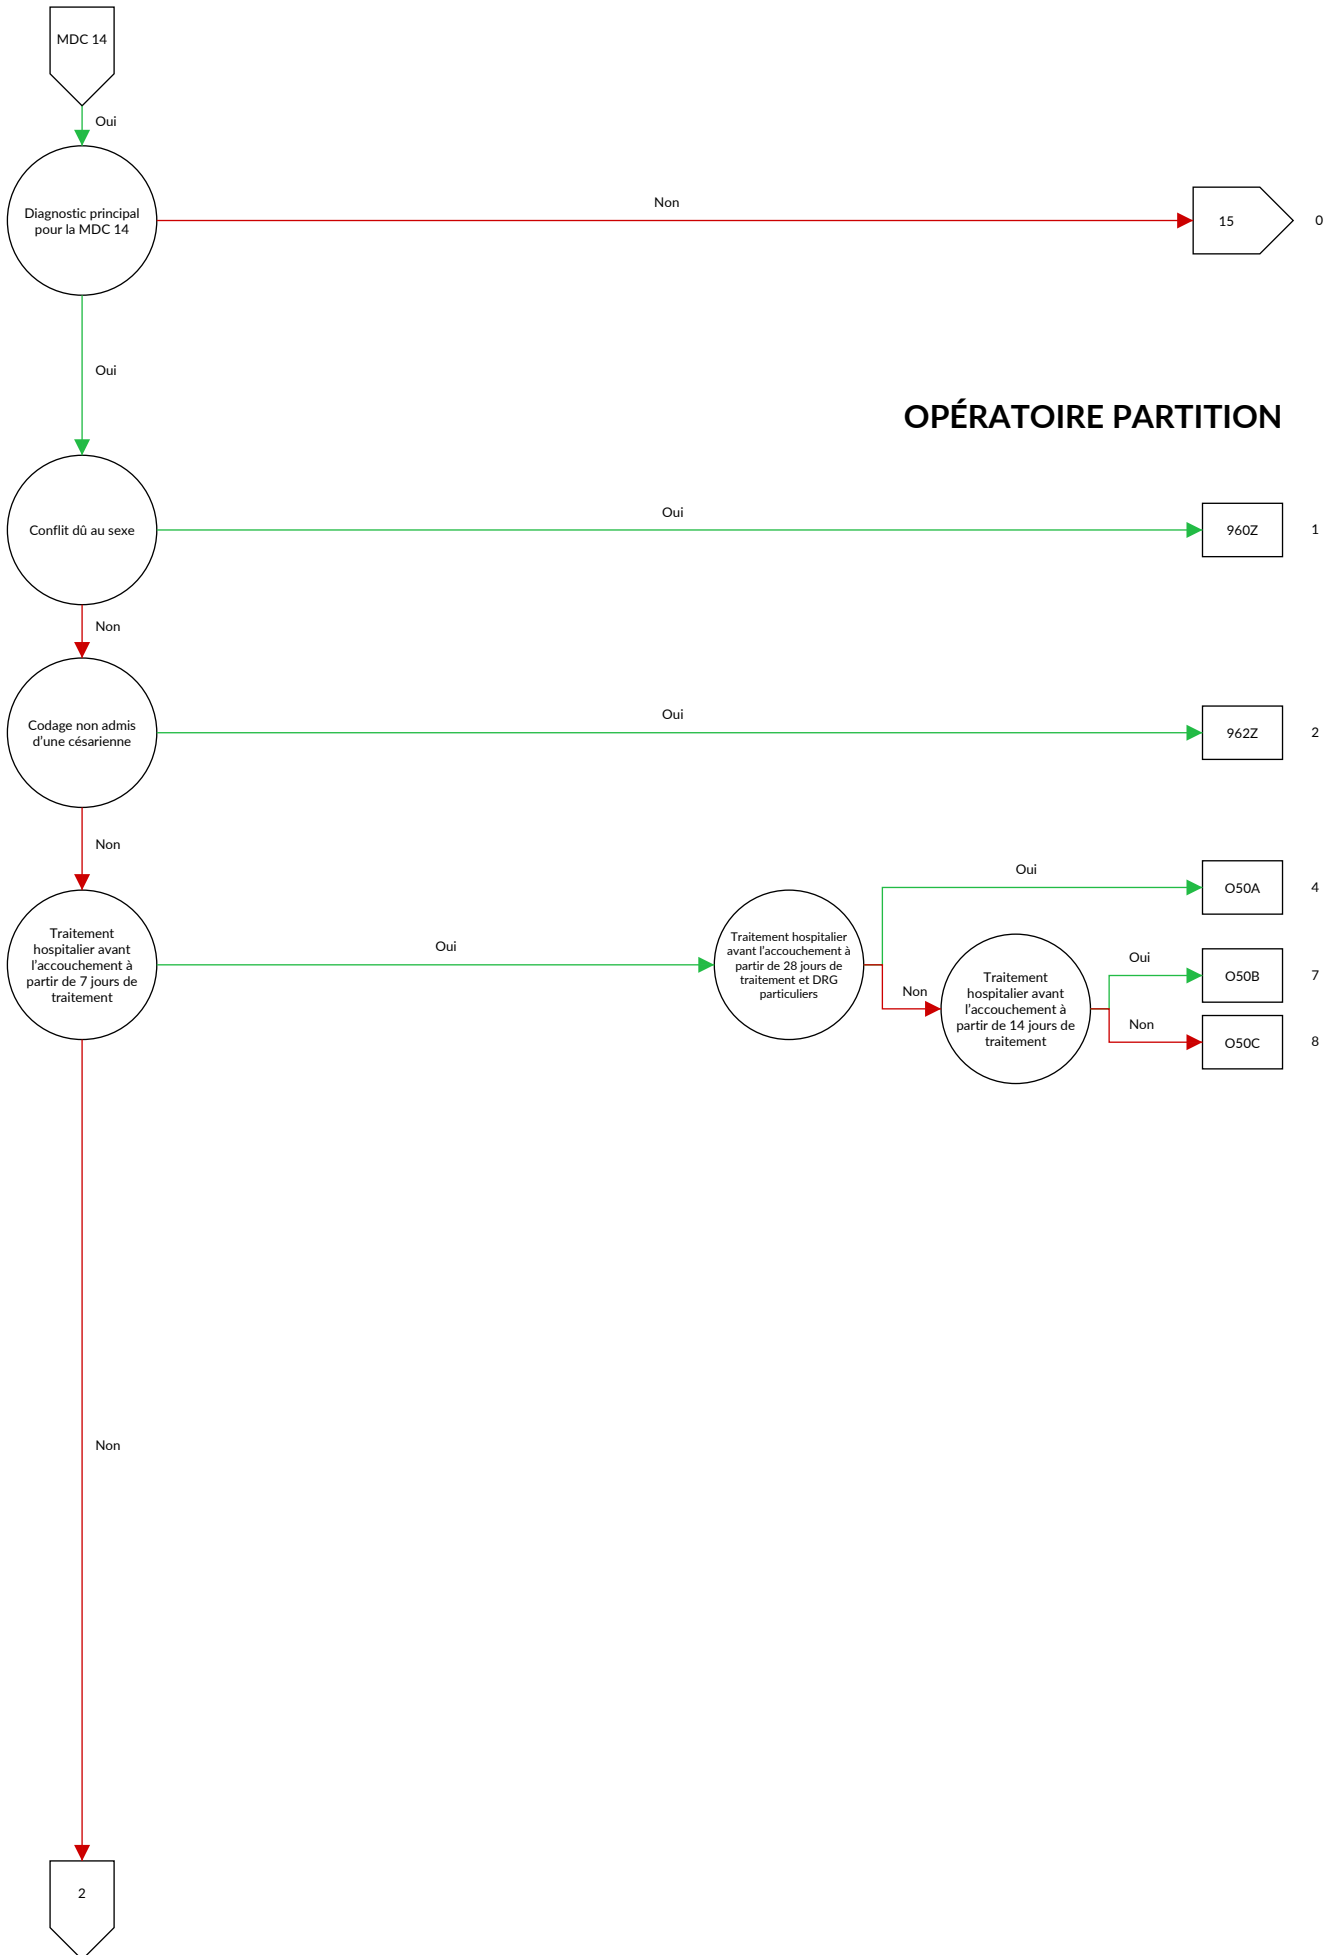 MDC 14
Oui
Diagnostic principal
pour la MDC 14
Non
15
0
Oui
OPÉRATOIRE PARTITION
Conflit dû au sexe
Oui
960Z
1
Non
Codage non admis
d'une césarienne
Oui
962Z
2
Non
Traitement
hospitalier avant
l'accouchement à
partir de 7 jours de
traitement
Oui
Traitement hospitalier
avant l'accouchement à
partir de 28 jours de
traitement et DRG
particuliers
Oui
O50A
4
Non
Traitement
hospitalier avant
l'accouchement à
partir de 14 jours de
traitement
Oui
O50B
7
Non
O50C
8
Non
2